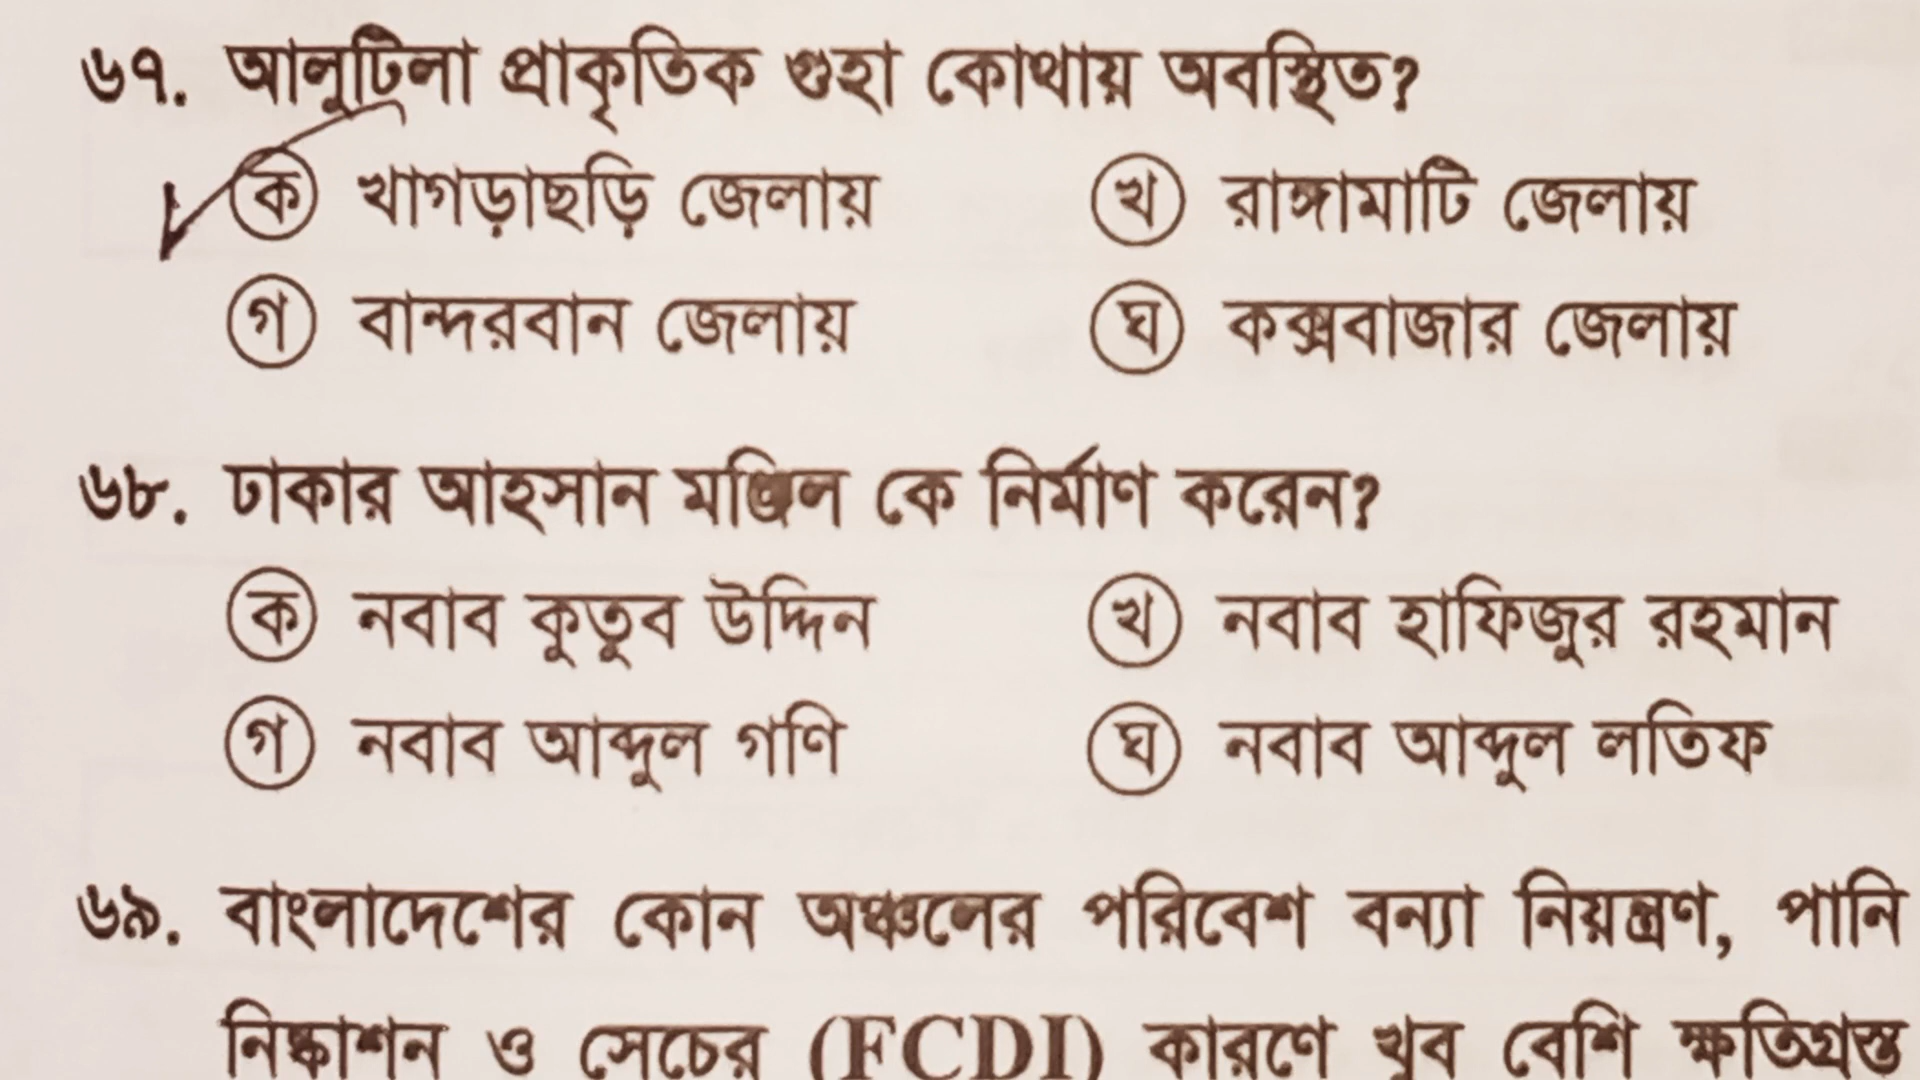 ৬৭. আলুটিলা প্রাকৃতিক গুহা কোথায় অবস্থিত?
ক খাগড়াছড়ি জেলায় খ রাঙ্গামাটি জেলায়
গ বান্দরবান জেলায় ঘ কক্সবাজার জেলায়
৬৮. ঢাকার আহসান মঞ্জিল কে নির্মাণ করেন?
ক নবাব কুতুব উদ্দিন খ নবাব হাফিজুর রহমান
গ নবাব আব্দুল গণি ঘ নবাব আব্দুল লতিফ
৬৯. বাংলাদেশের কোন অঞ্চলের পরিবেশ বন্যা নিয়ন্ত্রণ, পানি
নিষ্কাশন ও সেচের (FCDI) কারণে খুব বেশি ক্ষতিগ্রস্ত